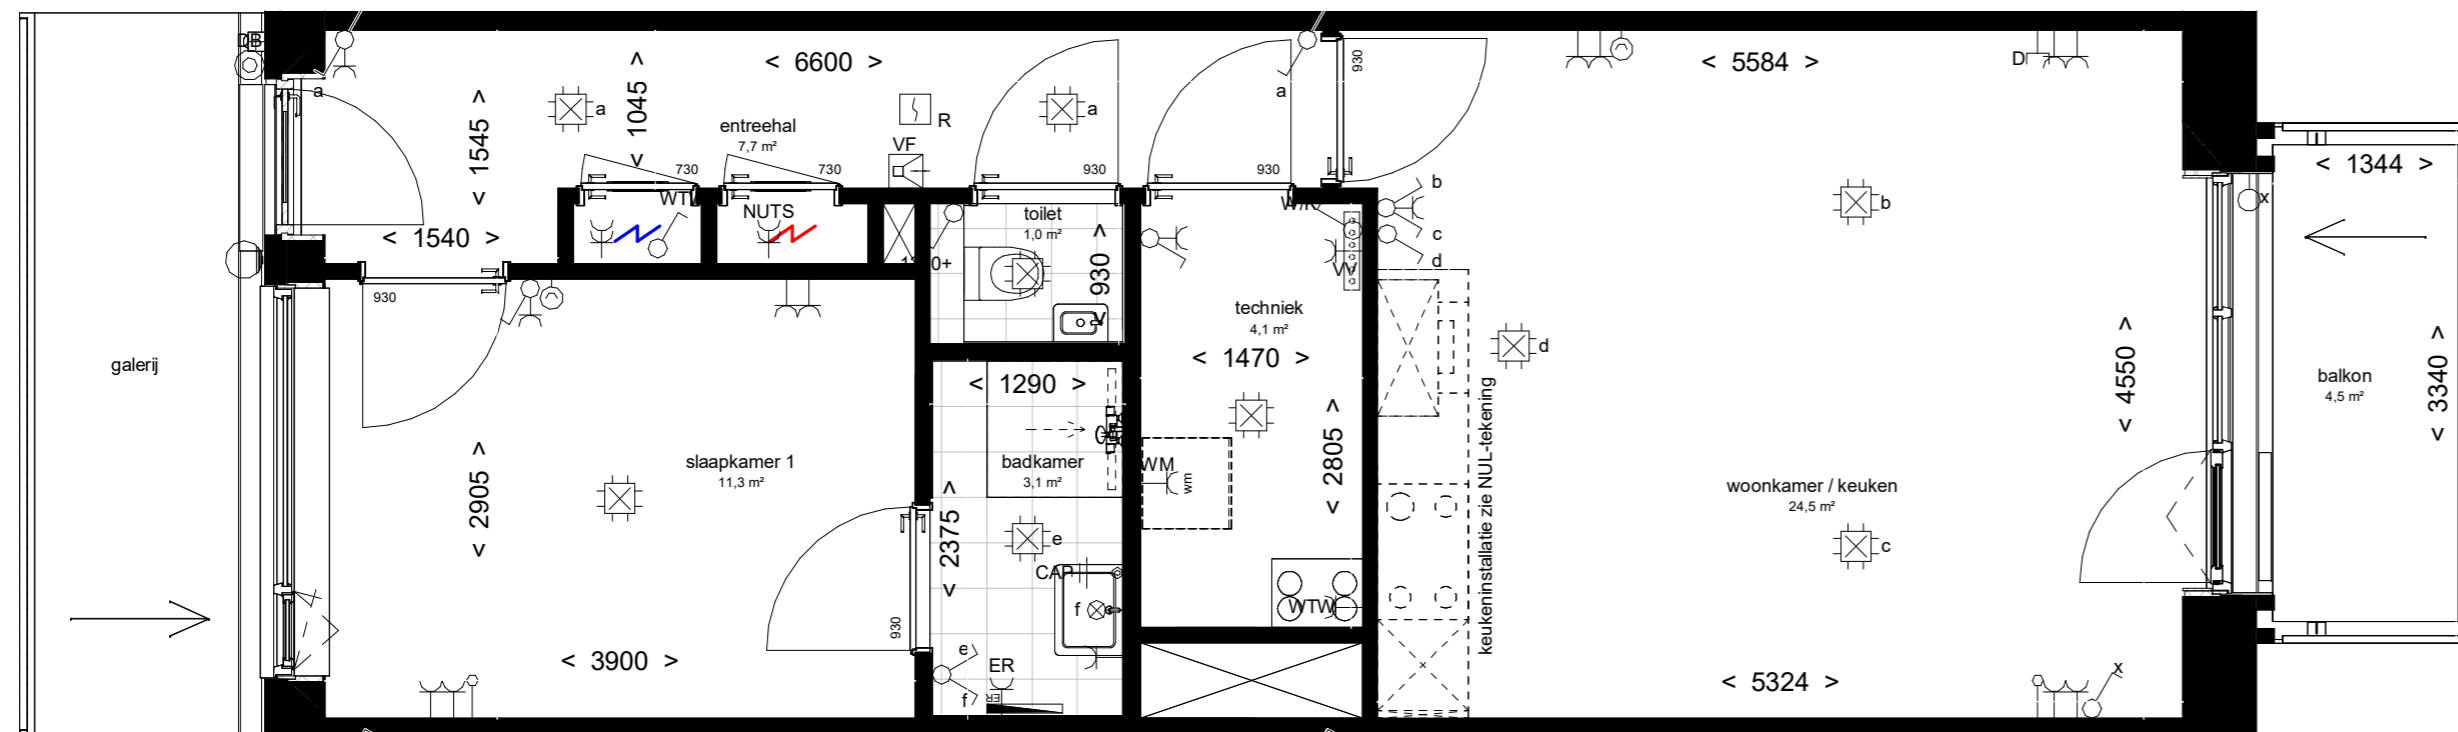 B
a
< 6600 >
930
< 5584 >
D
< 1545 >
< 1045 >
a
entreehal
7,7 m²
R
VF
a
a
730
730
930
930
b
< 1344 >
< 1540 >
NUTS
toilet
1,0 m²
c
b
x
d
< 930 >
930
techniek
4,1 m²
< 1470 >
d
galerij
< 1290 >
< 4550 >
balkon
4,5 m²
< 3340 >
slaapkamer 1
11,3 m²
badkamer
3,1 m²
WM
wm
< 2805 >
keukeninstallatie zie NUL-tekening
woonkamer / keuken
24,5 m²
< 2905 >
< 2375 >
e
c
CAP
f
WTW
930
< 3900 >
e
ER
f
ER
< 5324 >
x